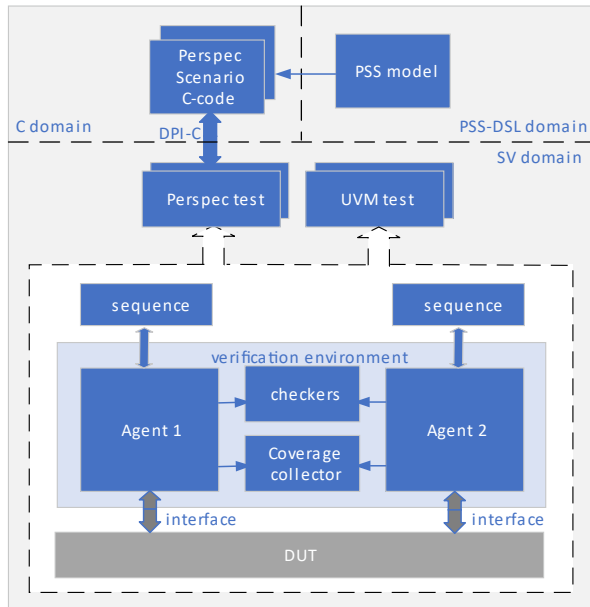 Perspec
Scenario
C-code
PSS model
C domain
DPI-C
PSS-DSL domain
SV domain
Perspec test
UVM test
sequence
sequence
verification environment
Agent 1
checkers
Agent 2
Coverage
collector
interface
interface
DUT